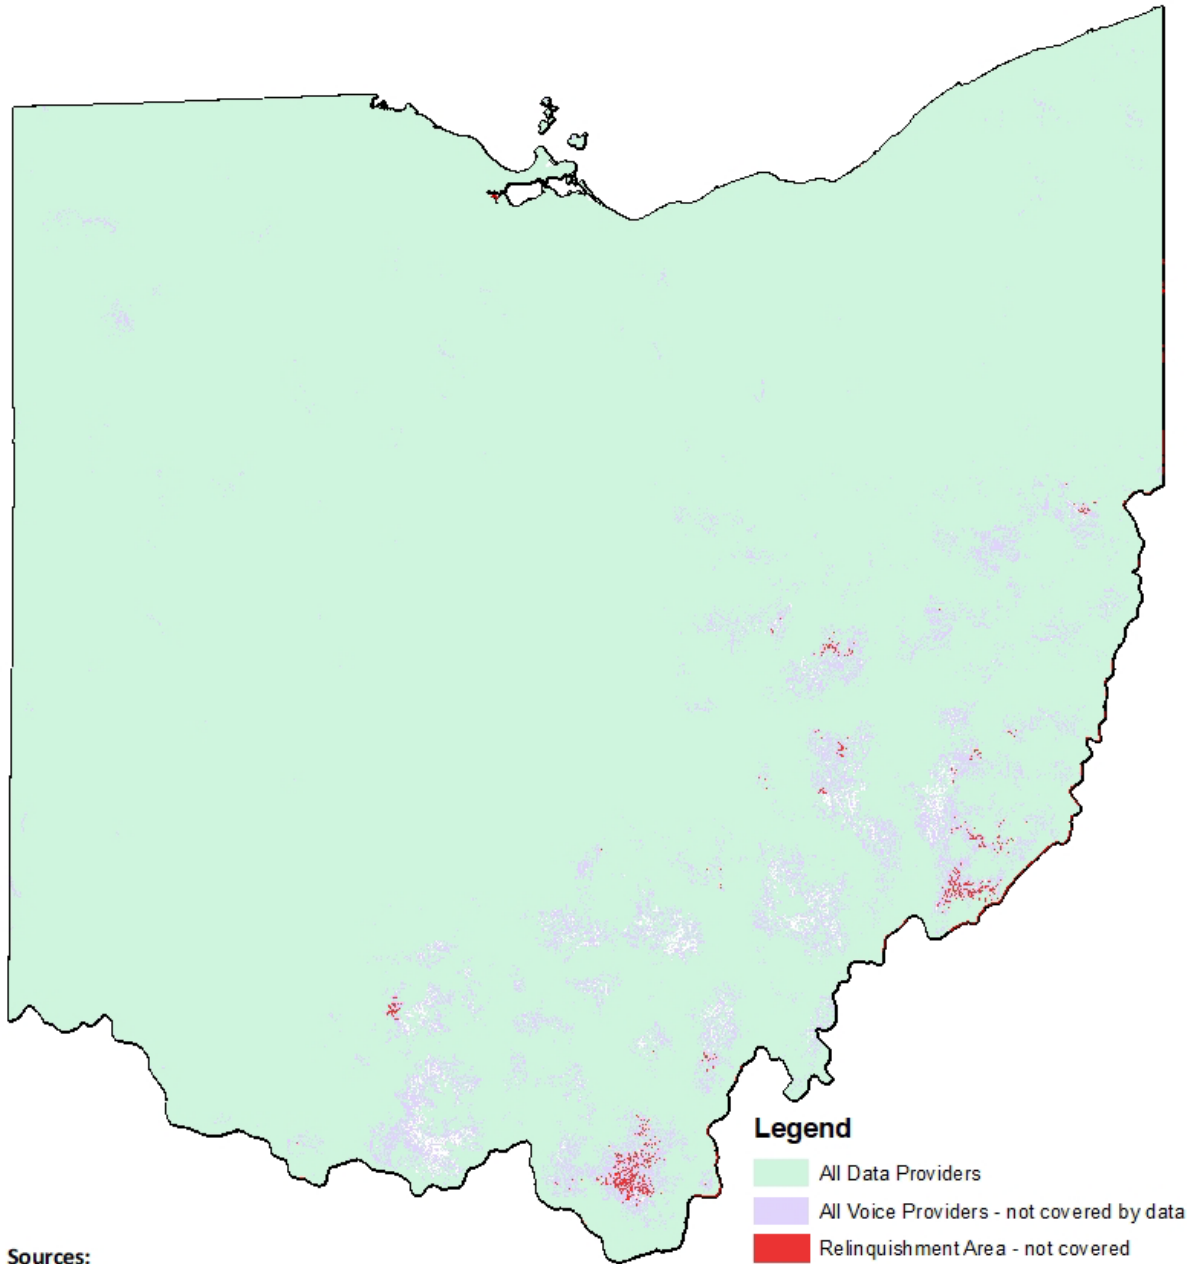 Legend
All Data Providers
All Voice Providers - not covered by data
Relinquishment Area - not covered
Sources: